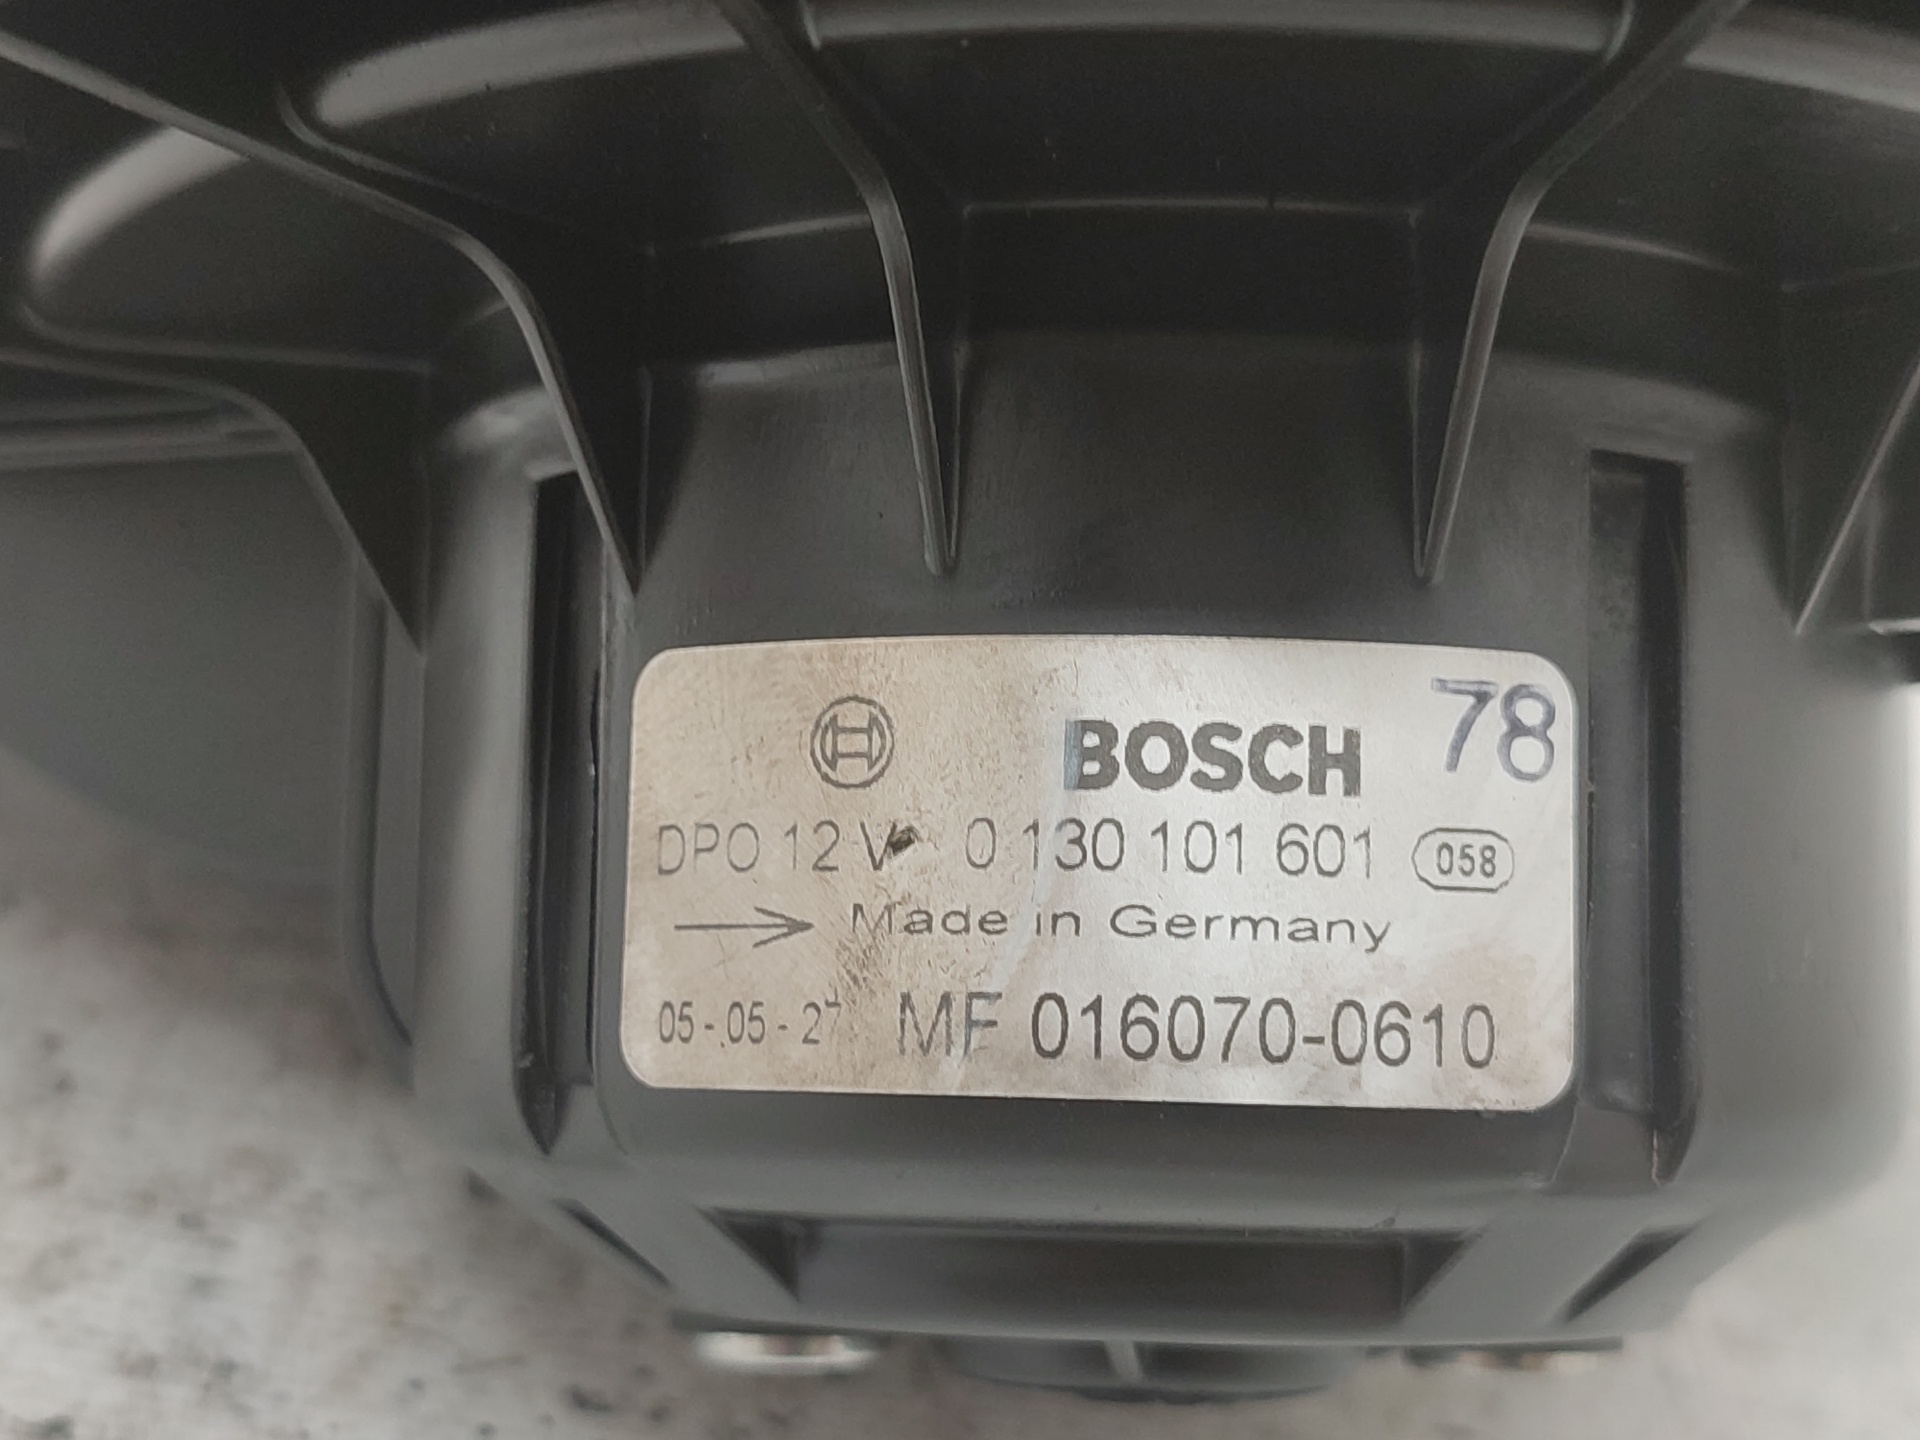 BOSCH 78
DPO 12 V 0 130 101 601 058
Made in Germany
05-05-27 MF 016070-0610